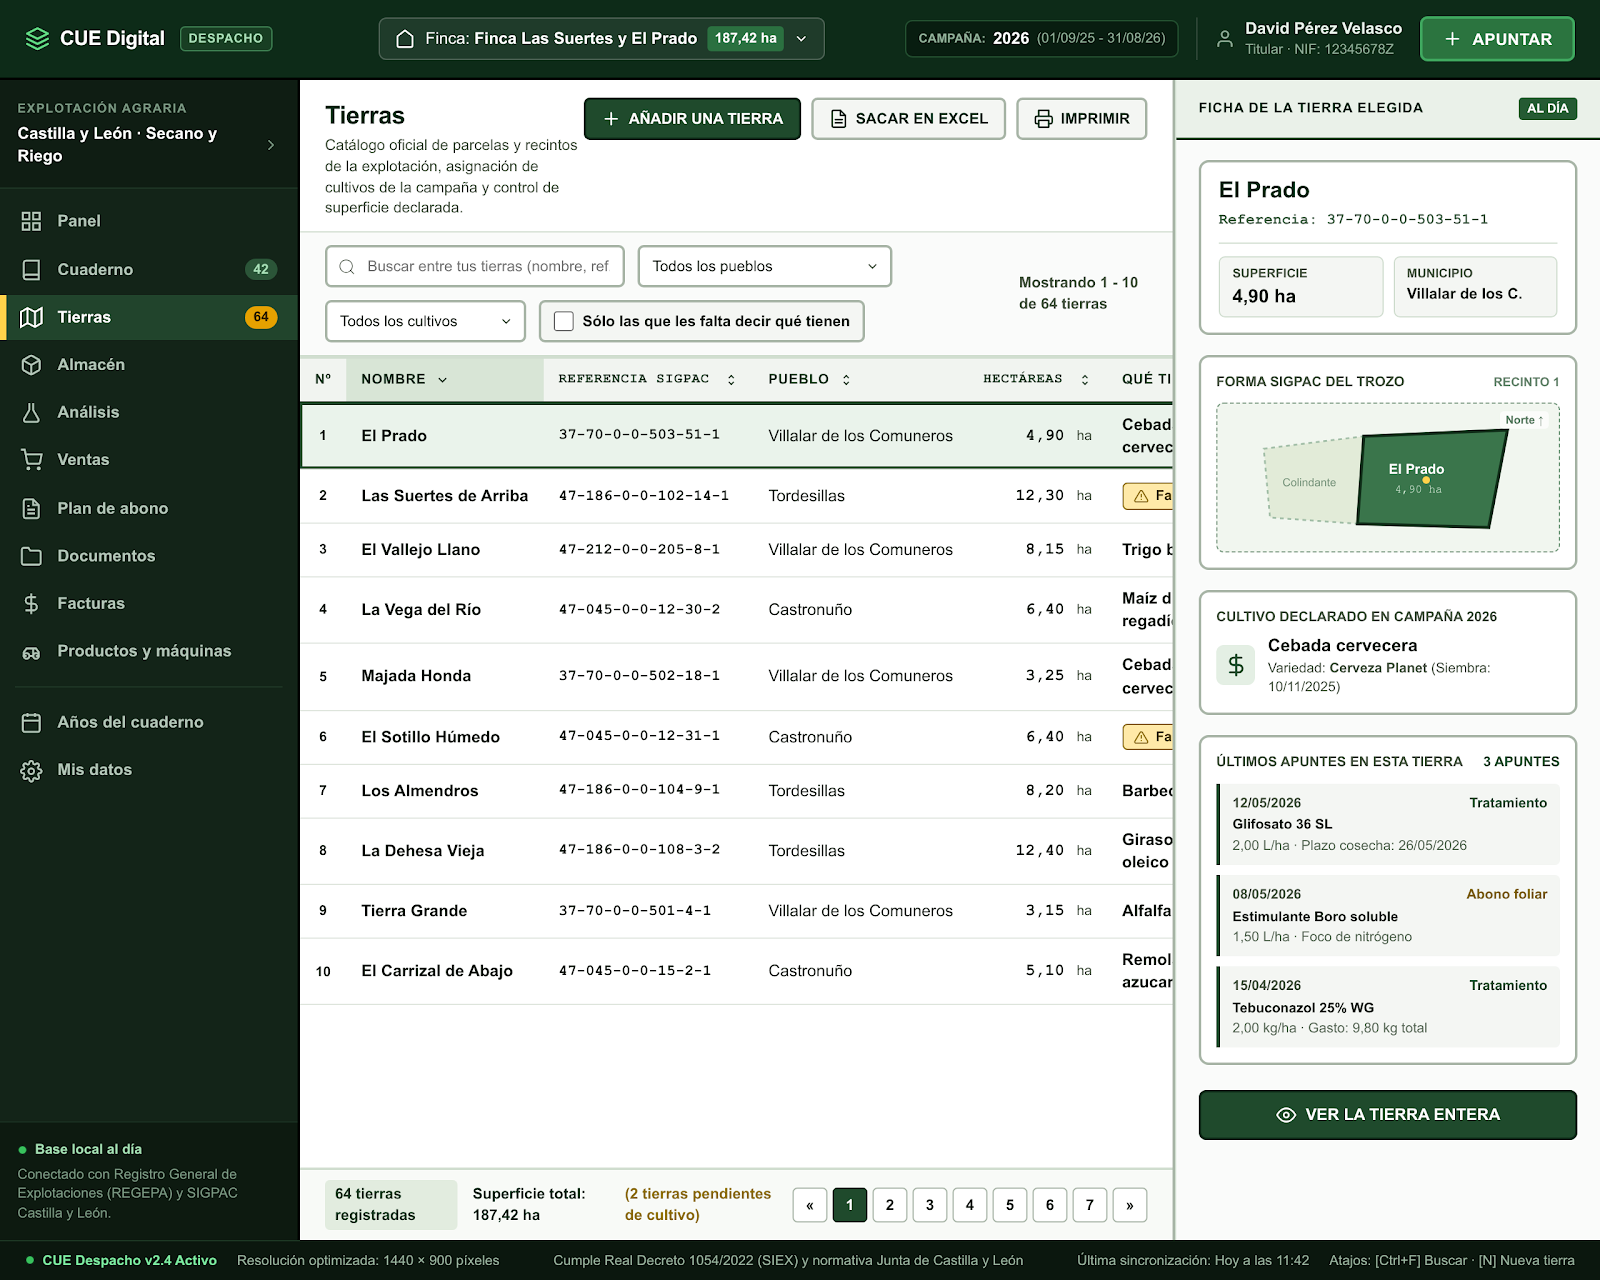 CUE Digital DESPACHO
Finca: Finca Las Suertes y El Prado 187,42 ha
CAMPAÑA: 2026 (01/09/25 - 31/08/26)
David Pérez Velasco
Titular · NIF: 12345678Z
APUNTAR
EXPLOTACIÓN AGRARIA
Castilla y León · Secano y
Riego
Panel
Cuaderno 42
Tierras 64
Almacén
Análisis
Ventas
Plan de abono
Documentos
Facturas
Productos y máquinas
Años del cuaderno
Mis datos
Base local al día
Conectado con Registro General de
Explotaciones (REGEPA) y SIGPAC
Castilla y León.
Tierras
Catálogo oficial de parcelas y recintos
de la explotación, asignación de
cultivos de la campaña y control de
superficie declarada.
AÑADIR UNA TIERRA
SACAR EN EXCEL
IMPRIMIR
Buscar entre tus tierras (nombre, ref
Todos los pueblos
Todos los cultivos
Sólo las que les falta decir qué tienen
Mostrando 1 - 10
de 64 tierras
Nº NOMBRE REFERENCIA SIGPAC PUEBLO HECTÁREAS QUÉ TI
1 El Prado 37-70-0-0-503-51-1 Villalar de los Comuneros 4,90 ha Cebad
cervec
2 Las Suertes de Arriba 47-186-0-0-102-14-1 Tordesillas 12,30 ha Fa
3 El Vallejo Llano 47-212-0-0-205-8-1 Villalar de los Comuneros 8,15 ha Trigo b
4 La Vega del Río 47-045-0-0-12-30-2 Castronuño 6,40 ha Maíz d
regadí
5 Majada Honda 37-70-0-0-502-18-1 Villalar de los Comuneros 3,25 ha Cebad
cervec
6 El Sotillo Húmedo 47-045-0-0-12-31-1 Castronuño 6,40 ha Fa
7 Los Almendros 47-186-0-0-104-9-1 Tordesillas 8,20 ha Barbec
8 La Dehesa Vieja 47-186-0-0-108-3-2 Tordesillas 12,40 ha Giraso
oleico
9 Tierra Grande 37-70-0-0-501-4-1 Villalar de los Comuneros 3,15 ha Alfalfa
10 El Carrizal de Abajo 47-045-0-0-15-2-1 Castronuño 5,10 ha Remol
azucar
64 tierras
registradas
Superficie total:
187,42 ha
(2 tierras pendientes
de cultivo)
« 1 2 3 4 5 6 7 »
FICHA DE LA TIERRA ELEGIDA AL DÍA
El Prado
Referencia: 37-70-0-0-503-51-1
SUPERFICIE
4,90 ha
MUNICIPIO
Villalar de los C.
FORMA SIGPAC DEL TROZO RECINTO 1
Norte ↑
Colindante
El Prado
4,90 ha
CULTIVO DECLARADO EN CAMPAÑA 2026
Cebada cervecera
Variedad: Cerveza Planet (Siembra:
10/11/2025)
ÚLTIMOS APUNTES EN ESTA TIERRA 3 APUNTES
12/05/2026 Tratamiento
Glifosato 36 SL
2,00 L/ha · Plazo cosecha: 26/05/2026
08/05/2026 Abono foliar
Estimulante Boro soluble
1,50 L/ha · Foco de nitrógeno
15/04/2026 Tratamiento
Tebuconazol 25% WG
2,00 kg/ha · Gasto: 9,80 kg total
VER LA TIERRA ENTERA
CUE Despacho v2.4 Activo Resolución optimizada: 1440 × 900 píxeles Cumple Real Decreto 1054/2022 (SIEX) y normativa Junta de Castilla y León Última sincronización: Hoy a las 11:42 Atajos: [Ctrl+F] Buscar · [N] Nueva tierra